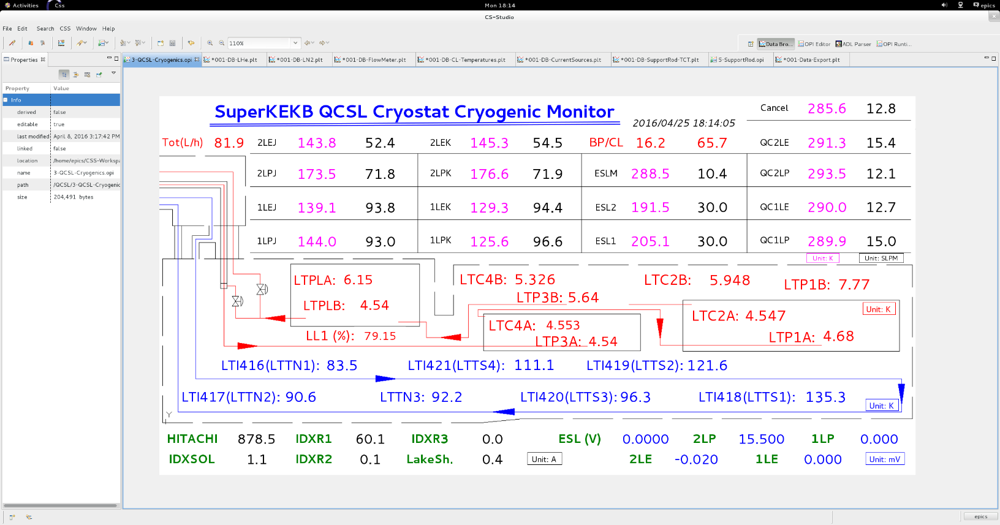 Activities Css Mon 18:14 epics
CS-Studio
File Edit Search CSS Window Help
110% Data Bro... OPI Editor ADL Parser OPI Runti...
Properties 3-QCSL-Cryogenics.opi *001-DB-LHe.plt *001-DB-LN2.plt *001-DB-FlowMeter.plt *001-DB-CL-Temperatures.plt *001-DB-CurrentSources.plt *001-DB-SupportRod-TCT.plt 5-SupportRod.opi *001-Data-Export.plt
Property Value
Info
derived false
editable true
last modified April 8, 2016 3:17:42 PM
linked false
location /home/epics/CSS-Workspa
name 3-QCSL-Cryogenics.opi
path /QCSL/3-QCSL-Cryogenic
size 204,491 bytes
SuperKEKB QCSL Cryostat Cryogenic Monitor
2016/04/25 18:14:05
Cancel 285.6 12.8
Tot(L/h) 81.9 2LEJ 143.8 52.4 2LEK 145.3 54.5 BP/CL 16.2 65.7 QC2LE 291.3 15.4
2LPJ 173.5 71.8 2LPK 176.6 71.9 ESLM 288.5 10.4 QC2LP 293.5 12.1
1LEJ 139.1 93.8 1LEK 129.3 94.4 ESL2 191.5 30.0 QC1LE 290.0 12.7
1LPJ 144.0 93.0 1LPK 125.6 96.6 ESL1 205.1 30.0 QC1LP 289.9 15.0
Unit: K Unit: SLPM
LTPLA: 6.15 LTC4B: 5.326 LTC2B: 5.948 LTP1B: 7.77
LTPLB: 4.54 LTP3B: 5.64
Unit: K
LTC4A: 4.553 LTC2A: 4.547
LL1 (%): 79.15 LTP3A: 4.54 LTP1A: 4.68
LTI416(LTTN1): 83.5 LTI421(LTTS4): 111.1 LTI419(LTTS2): 121.6
LTI417(LTTN2): 90.6 LTTN3: 92.2 LTI420(LTTS3): 96.3 LTI418(LTTS1): 135.3
Unit: K
Y
HITACHI 878.5 IDXR1 60.1 IDXR3 0.0 ESL (V) 0.0000 2LP 15.500 1LP 0.000
IDXSOL 1.1 IDXR2 0.1 LakeSh. 0.4 Unit: A 2LE -0.020 1LE 0.000 Unit: mV
epics